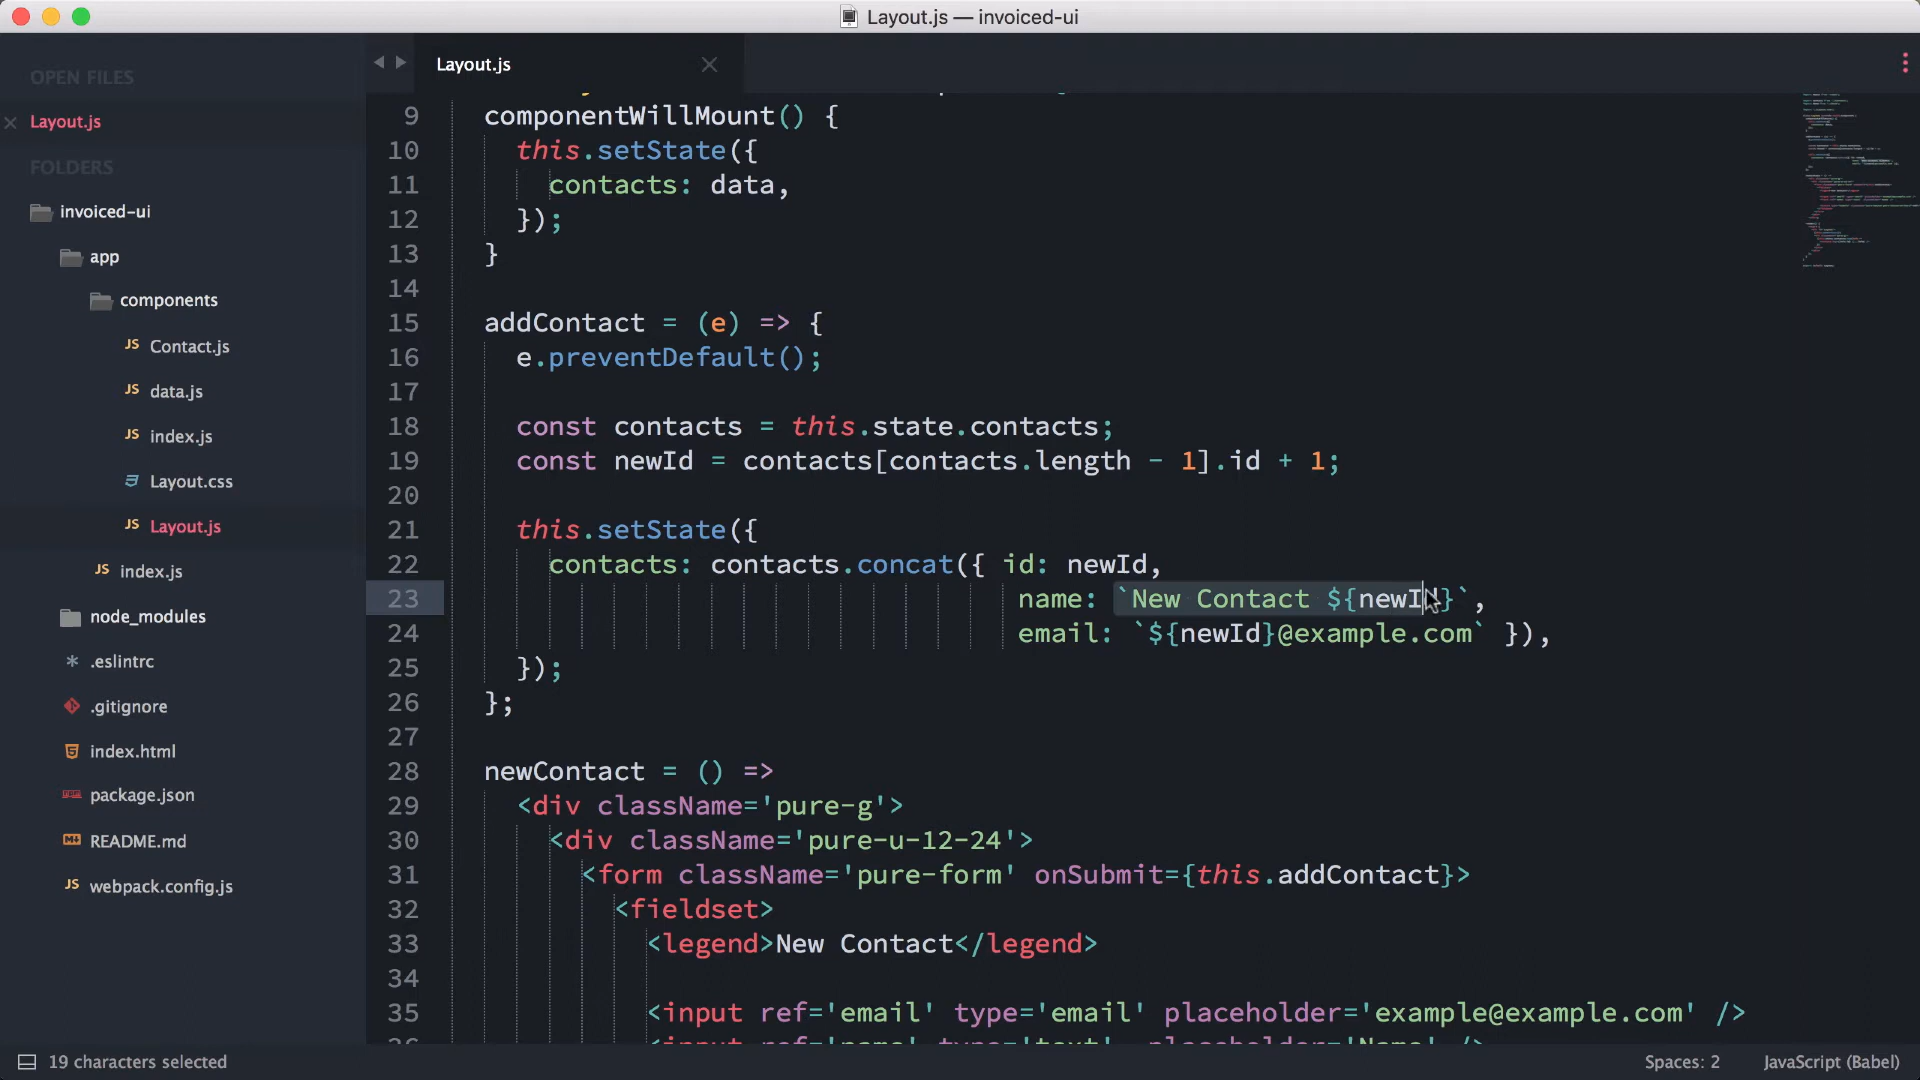 Layout.js — invoiced-ui
OPEN FILES
Layout.js
FOLDERS
invoiced-ui
app
components
JS Contact.js
JS data.js
JS index.js
Layout.css
JS Layout.js
JS index.js
node_modules
.eslintrc
.gitignore
index.html
package.json
README.md
JS webpack.config.js
Layout.js
9 componentWillMount() {
10 this.setState({
11 contacts: data,
12 });
13 }
14
15 addContact = (e) => {
16 e.preventDefault();
17
18 const contacts = this.state.contacts;
19 const newId = contacts[contacts.length - 1].id + 1;
20
21 this.setState({
22 contacts: contacts.concat({ id: newId,
23 name: `New Contact ${newId}`,
24 email: `${newId}@example.com` }),
25 });
26 };
27
28 newContact = () =>
29 <div className='pure-g'>
30 <div className='pure-u-12-24'>
31 <form className='pure-form' onSubmit={this.addContact}>
32 <fieldset>
33 <legend>New Contact</legend>
34
35 <input ref='email' type='email' placeholder='example@example.com' />
19 characters selected
Spaces: 2
JavaScript (Babel)